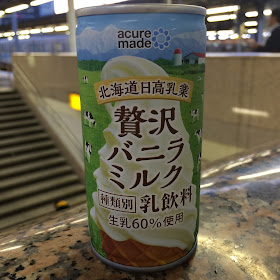 acure
made
北海道日高乳業
贅沢
バニラ
ミルク
種類別 乳飲料
生乳60%使用